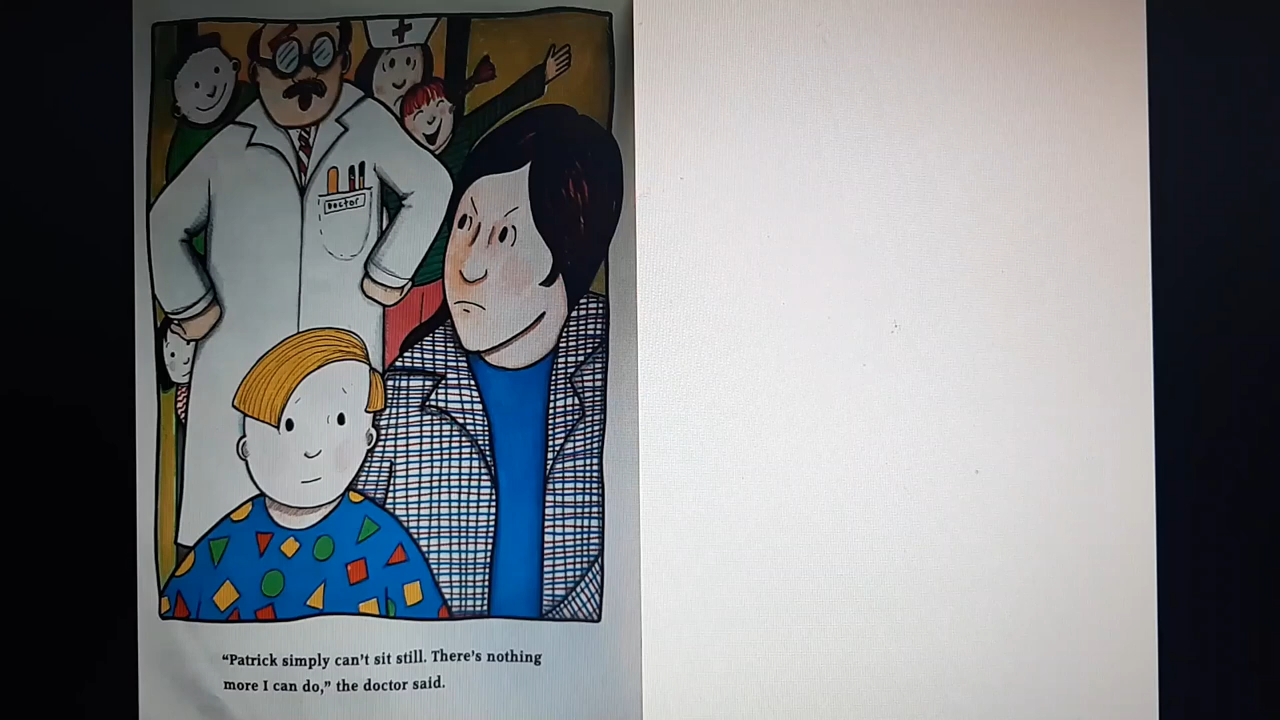 Doctor
“Patrick simply can’t sit still. There’s nothing
more I can do,” the doctor said.